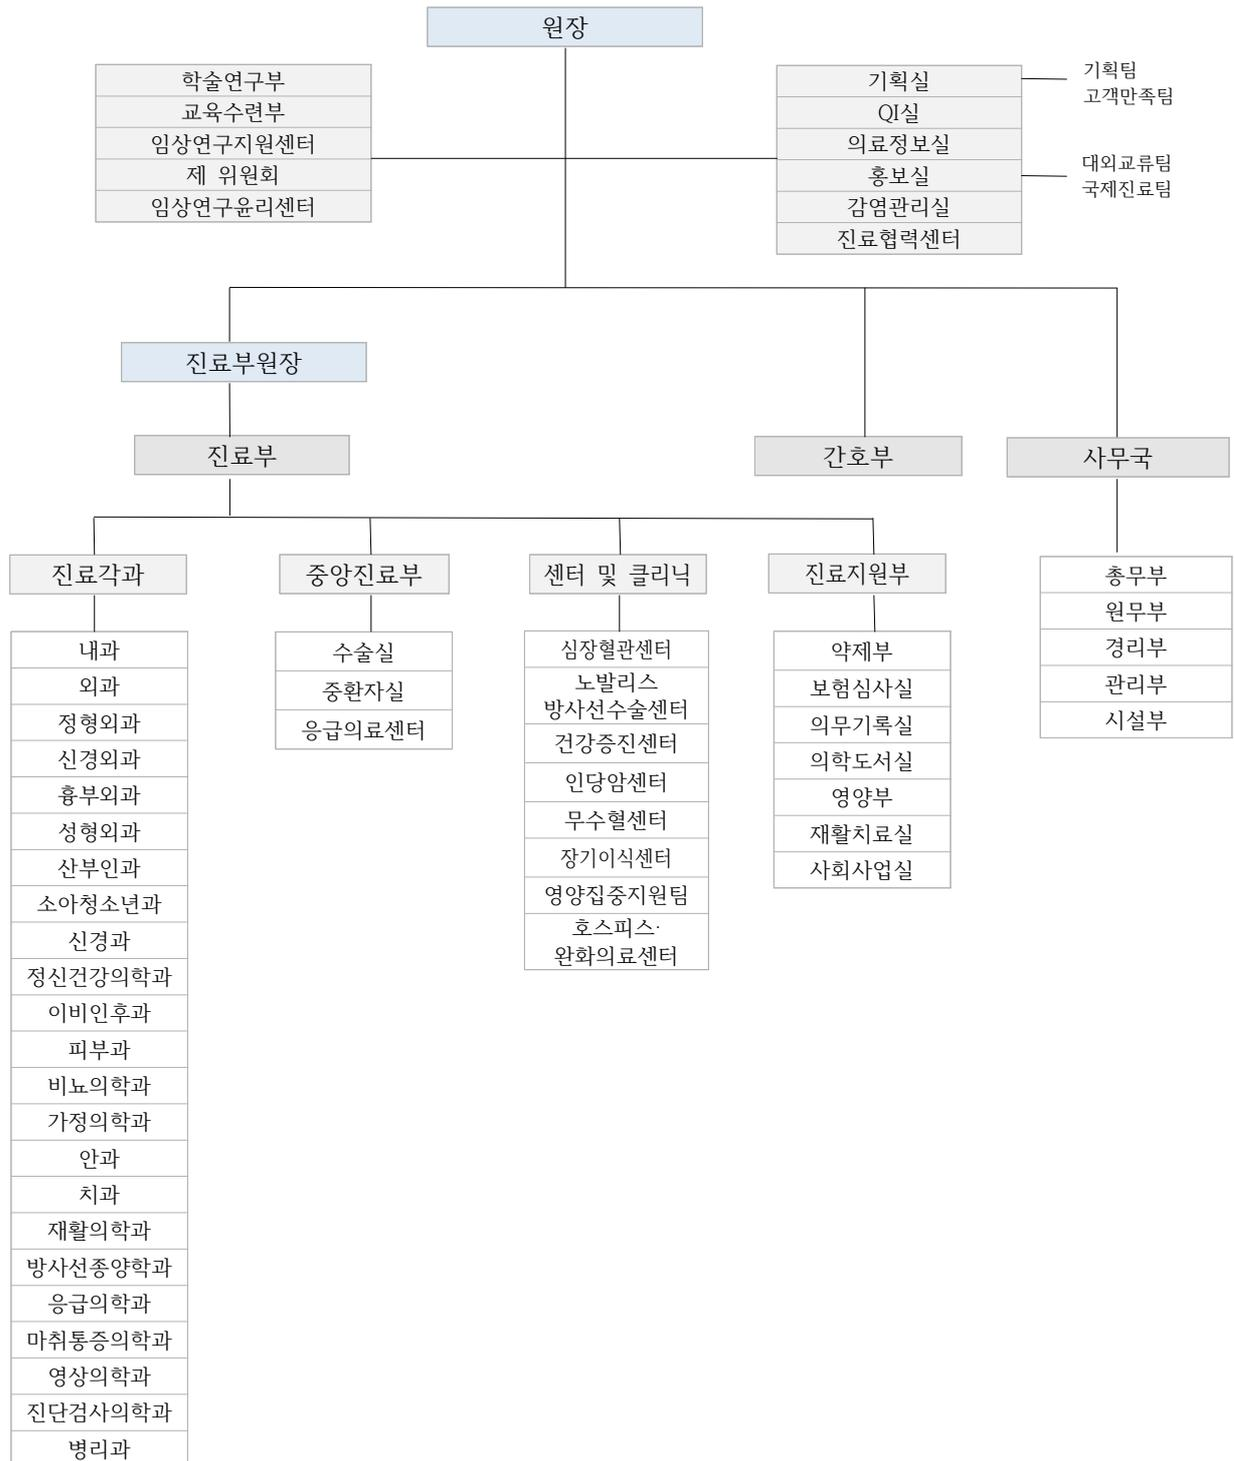 원장
학술연구부
교육수련부
임상연구지원센터
제 위원회
임상연구윤리센터
기획실
QI실
의료정보실
홍보실
감염관리실
진료협력센터
기획팀
고객만족팀
대외교류팀
국제진료팀
진료부원장
진료부
간호부
사무국
진료각과
중앙진료부
센터 및 클리닉
진료지원부
내과
외과
정형외과
신경외과
흉부외과
성형외과
산부인과
소아청소년과
신경과
정신건강의학과
이비인후과
피부과
비뇨의학과
가정의학과
안과
치과
재활의학과
방사선종양학과
응급의학과
마취통증의학과
영상의학과
진단검사의학과
병리과
수술실
중환자실
응급의료센터
심장혈관센터
노발리스
방사선수술센터
건강증진센터
인당암센터
무수혈센터
장기이식센터
영양집중지원팀
호스피스·
완화의료센터
약제부
보험심사실
의무기록실
의학도서실
영양부
재활치료실
사회사업실
총무부
원무부
경리부
관리부
시설부